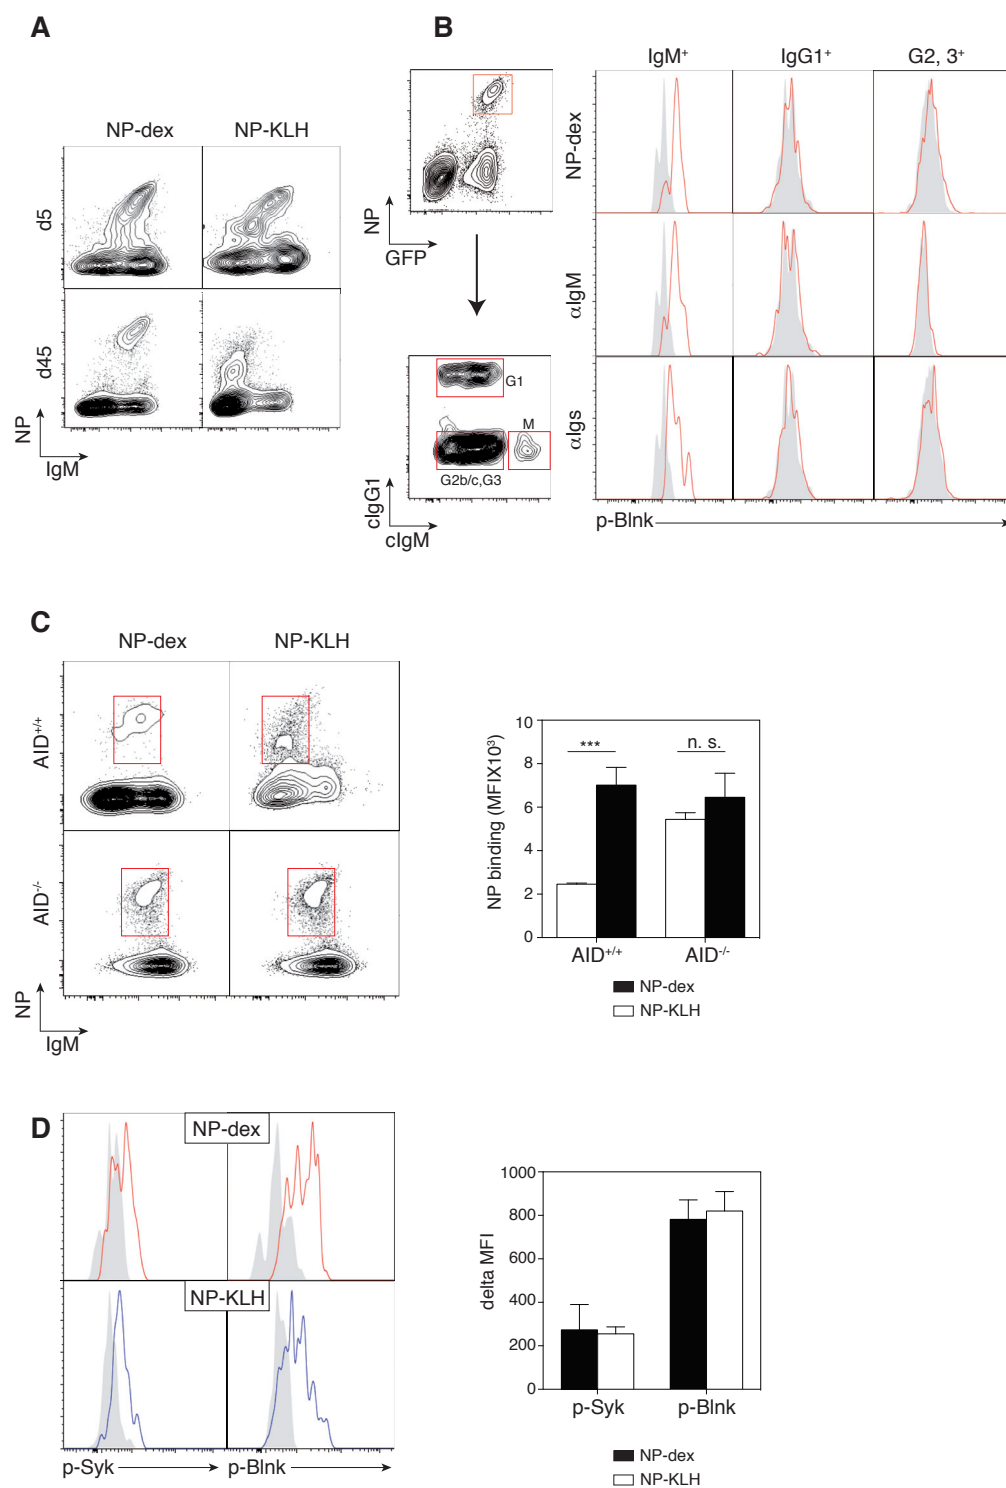 A
NP-dex
NP-KLH
d5
d45
NP
IgM
B
NP
GFP
G1
M
G2b/c,G3
cIgG1
cIgM
IgM⁺
IgG1⁺
G2, 3⁺
NP-dex
αIgM
αIgs
p-Blnk
C
NP-dex
NP-KLH
AID⁺/⁺
AID⁻/⁻
NP
IgM
NP binding (MFIX10³)
10
8
6
4
2
0
***
n. s.
AID⁺/⁺
AID⁻/⁻
NP-dex
NP-KLH
D
NP-dex
NP-KLH
p-Syk
p-Blnk
delta MFI
1000
800
600
400
200
0
p-Syk
p-Blnk
NP-dex
NP-KLH